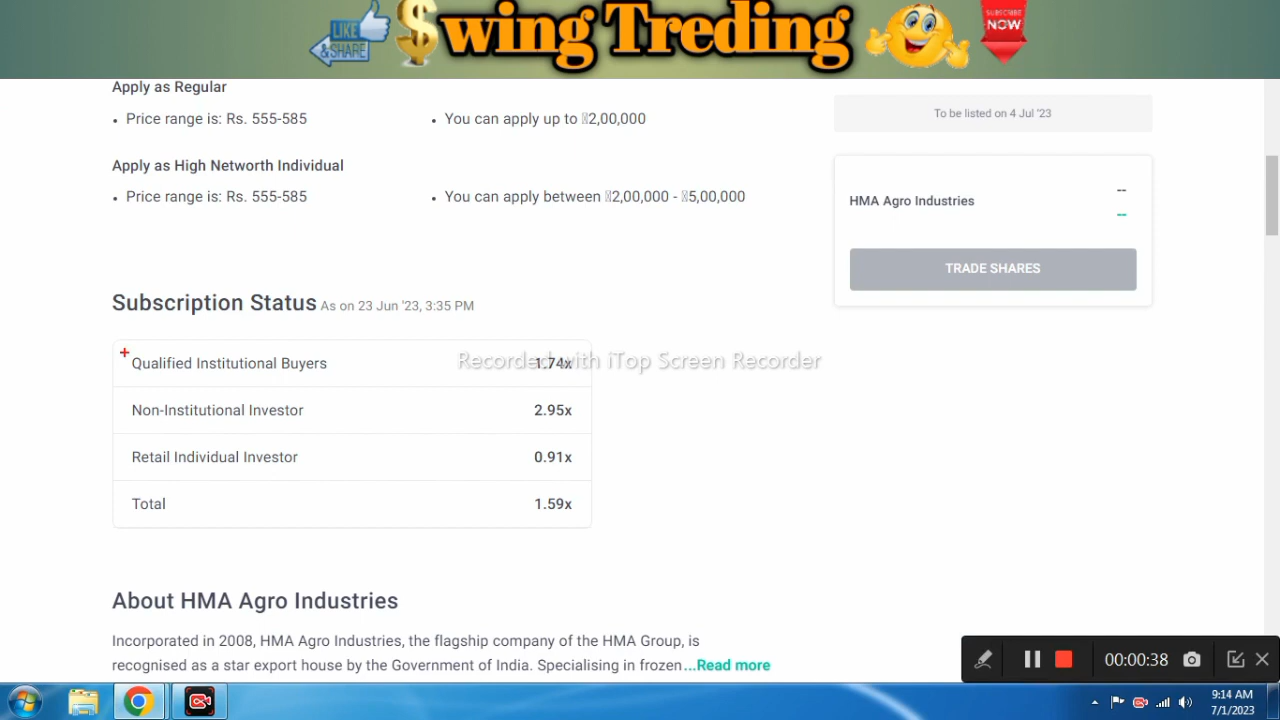 LIKE
& SHARE
$wing Treding
SUBSCRIBE
NOW
Apply as Regular
• Price range is: Rs. 555-585
• You can apply up to 2,00,000
To be listed on 4 Jul '23
Apply as High Networth Individual
• Price range is: Rs. 555-585
• You can apply between 2,00,000 - 5,00,000
HMA Agro Industries
--
--
TRADE SHARES
Subscription Status As on 23 Jun '23, 3:35 PM
Qualified Institutional Buyers 1.74x
Recorded with iTop Screen Recorder
Non-Institutional Investor 2.95x
Retail Individual Investor 0.91x
Total 1.59x
About HMA Agro Industries
Incorporated in 2008, HMA Agro Industries, the flagship company of the HMA Group, is
recognised as a star export house by the Government of India. Specialising in frozen ...Read more
00:00:38
9:14 AM
7/1/2023